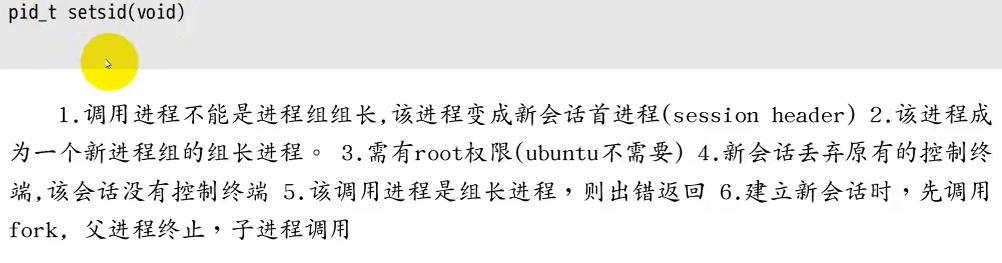 pid_t setsid(void)
1.调用进程不能是进程组组长,该进程变成新会话首进程(session header) 2.该进程成
为一个新进程组的组长进程。 3.需有root权限(ubuntu不需要) 4.新会话丢弃原有的控制终
端,该会话没有控制终端 5.该调用进程是组长进程，则出错返回 6.建立新会话时，先调用
fork, 父进程终止，子进程调用